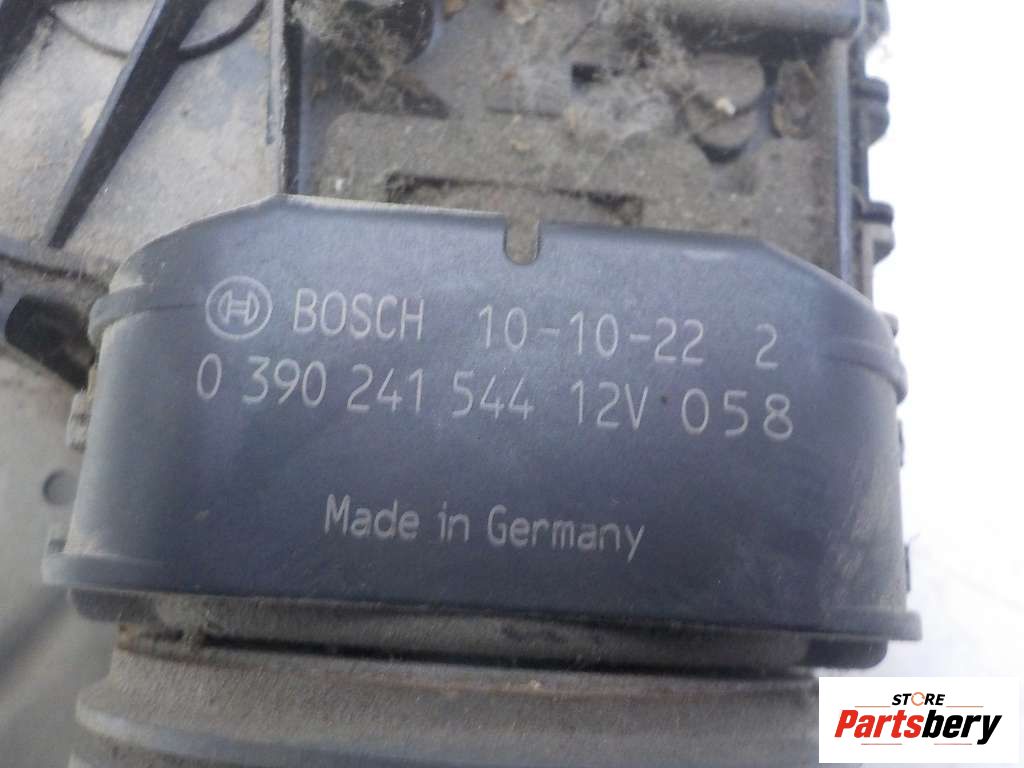 BOSCH 10-10-22 2
0 390 241 544 12V 058
Made in Germany
STORE
Partsbery